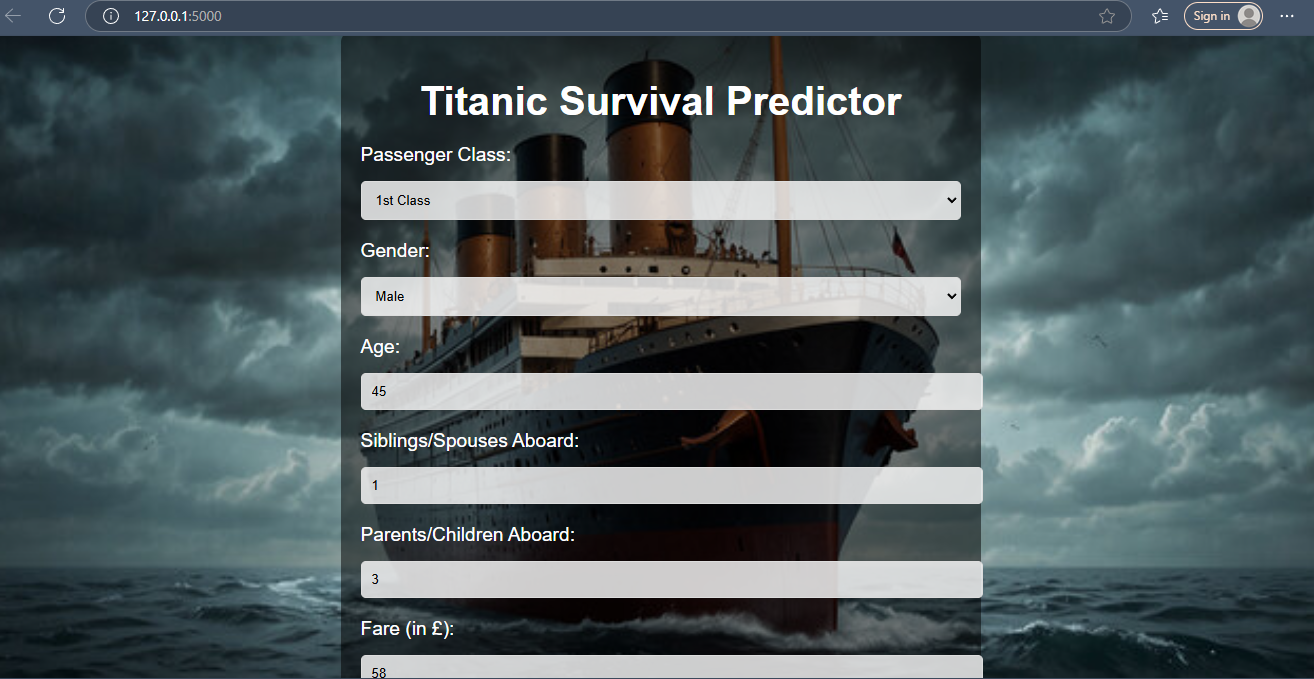 127.0.0.1:5000
Sign in
Titanic Survival Predictor
Passenger Class:
1st Class
Gender:
Male
Age:
45
Siblings/Spouses Aboard:
1
Parents/Children Aboard:
3
Fare (in £):
58